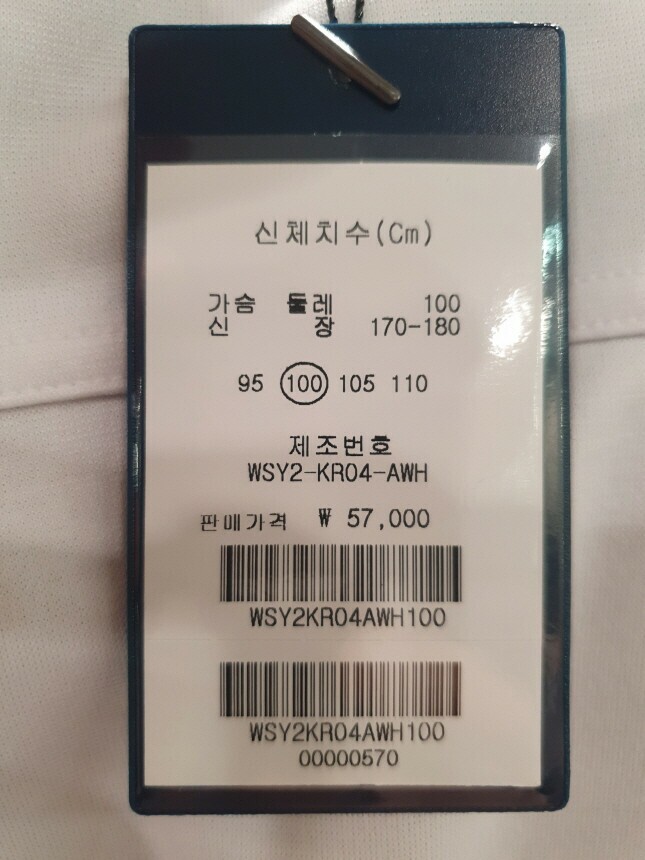 신체치수(Cm)
가슴 둘레 100
신 장 170-180
95 100 105 110
제조번호
WSY2-KR04-AWH
판매가격 ₩ 57,000
WSY2KR04AWH100
WSY2KR04AWH100
00000570